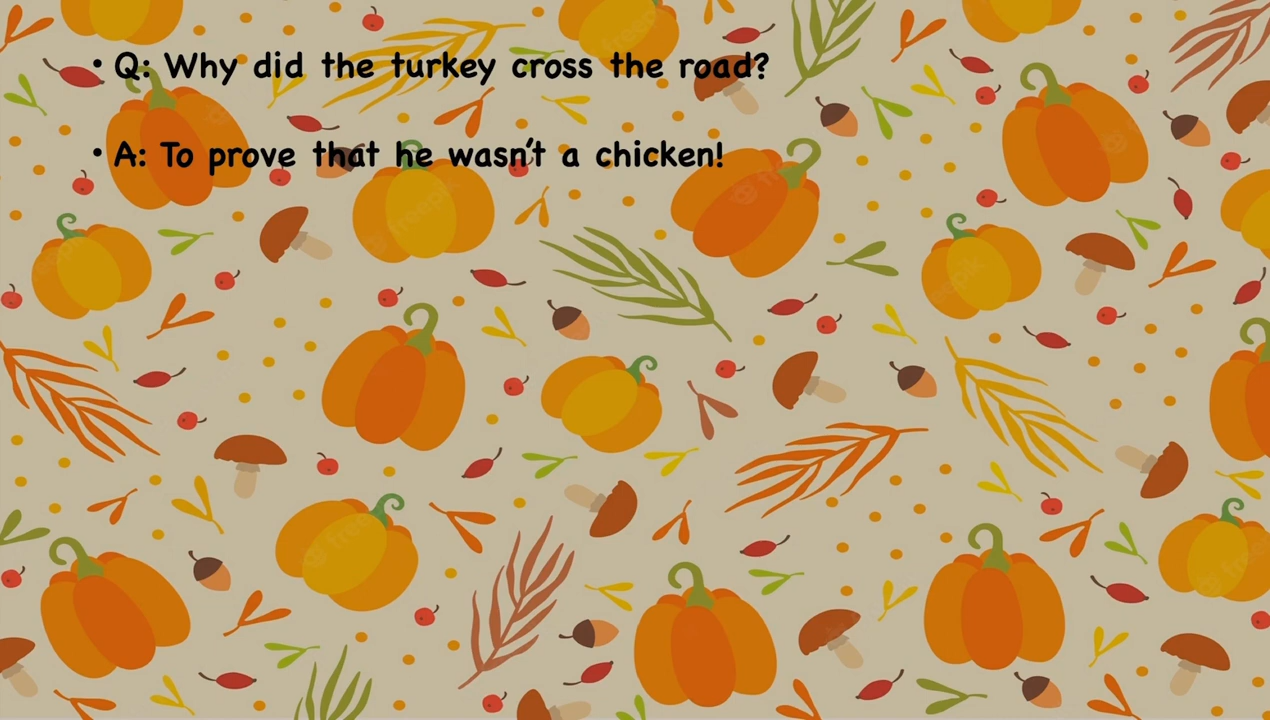 • Q: Why did the turkey cross the road?
• A: To prove that he wasn't a chicken!